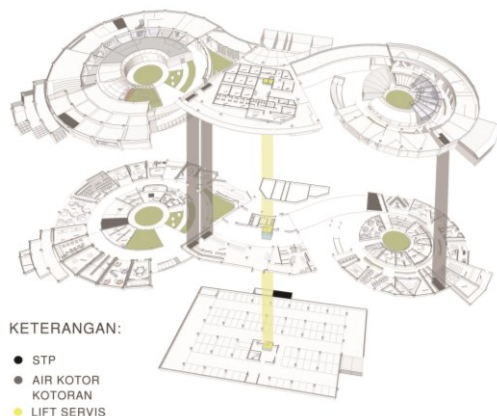 KETERANGAN:
STP
AIR KOTOR
KOTORAN
LIFT SERVIS